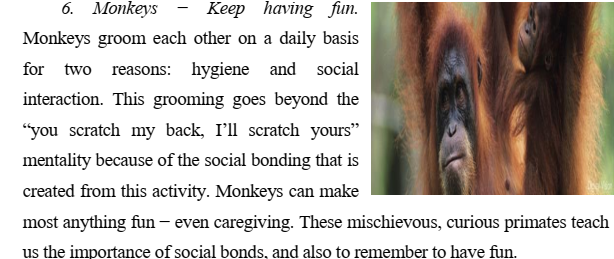 6. Monkeys – Keep having fun.
Monkeys groom each other on a daily basis
for two reasons: hygiene and social
interaction. This grooming goes beyond the
“you scratch my back, I’ll scratch yours”
mentality because of the social bonding that is
created from this activity. Monkeys can make
most anything fun – even caregiving. These mischievous, curious primates teach
us the importance of social bonds, and also to remember to have fun.